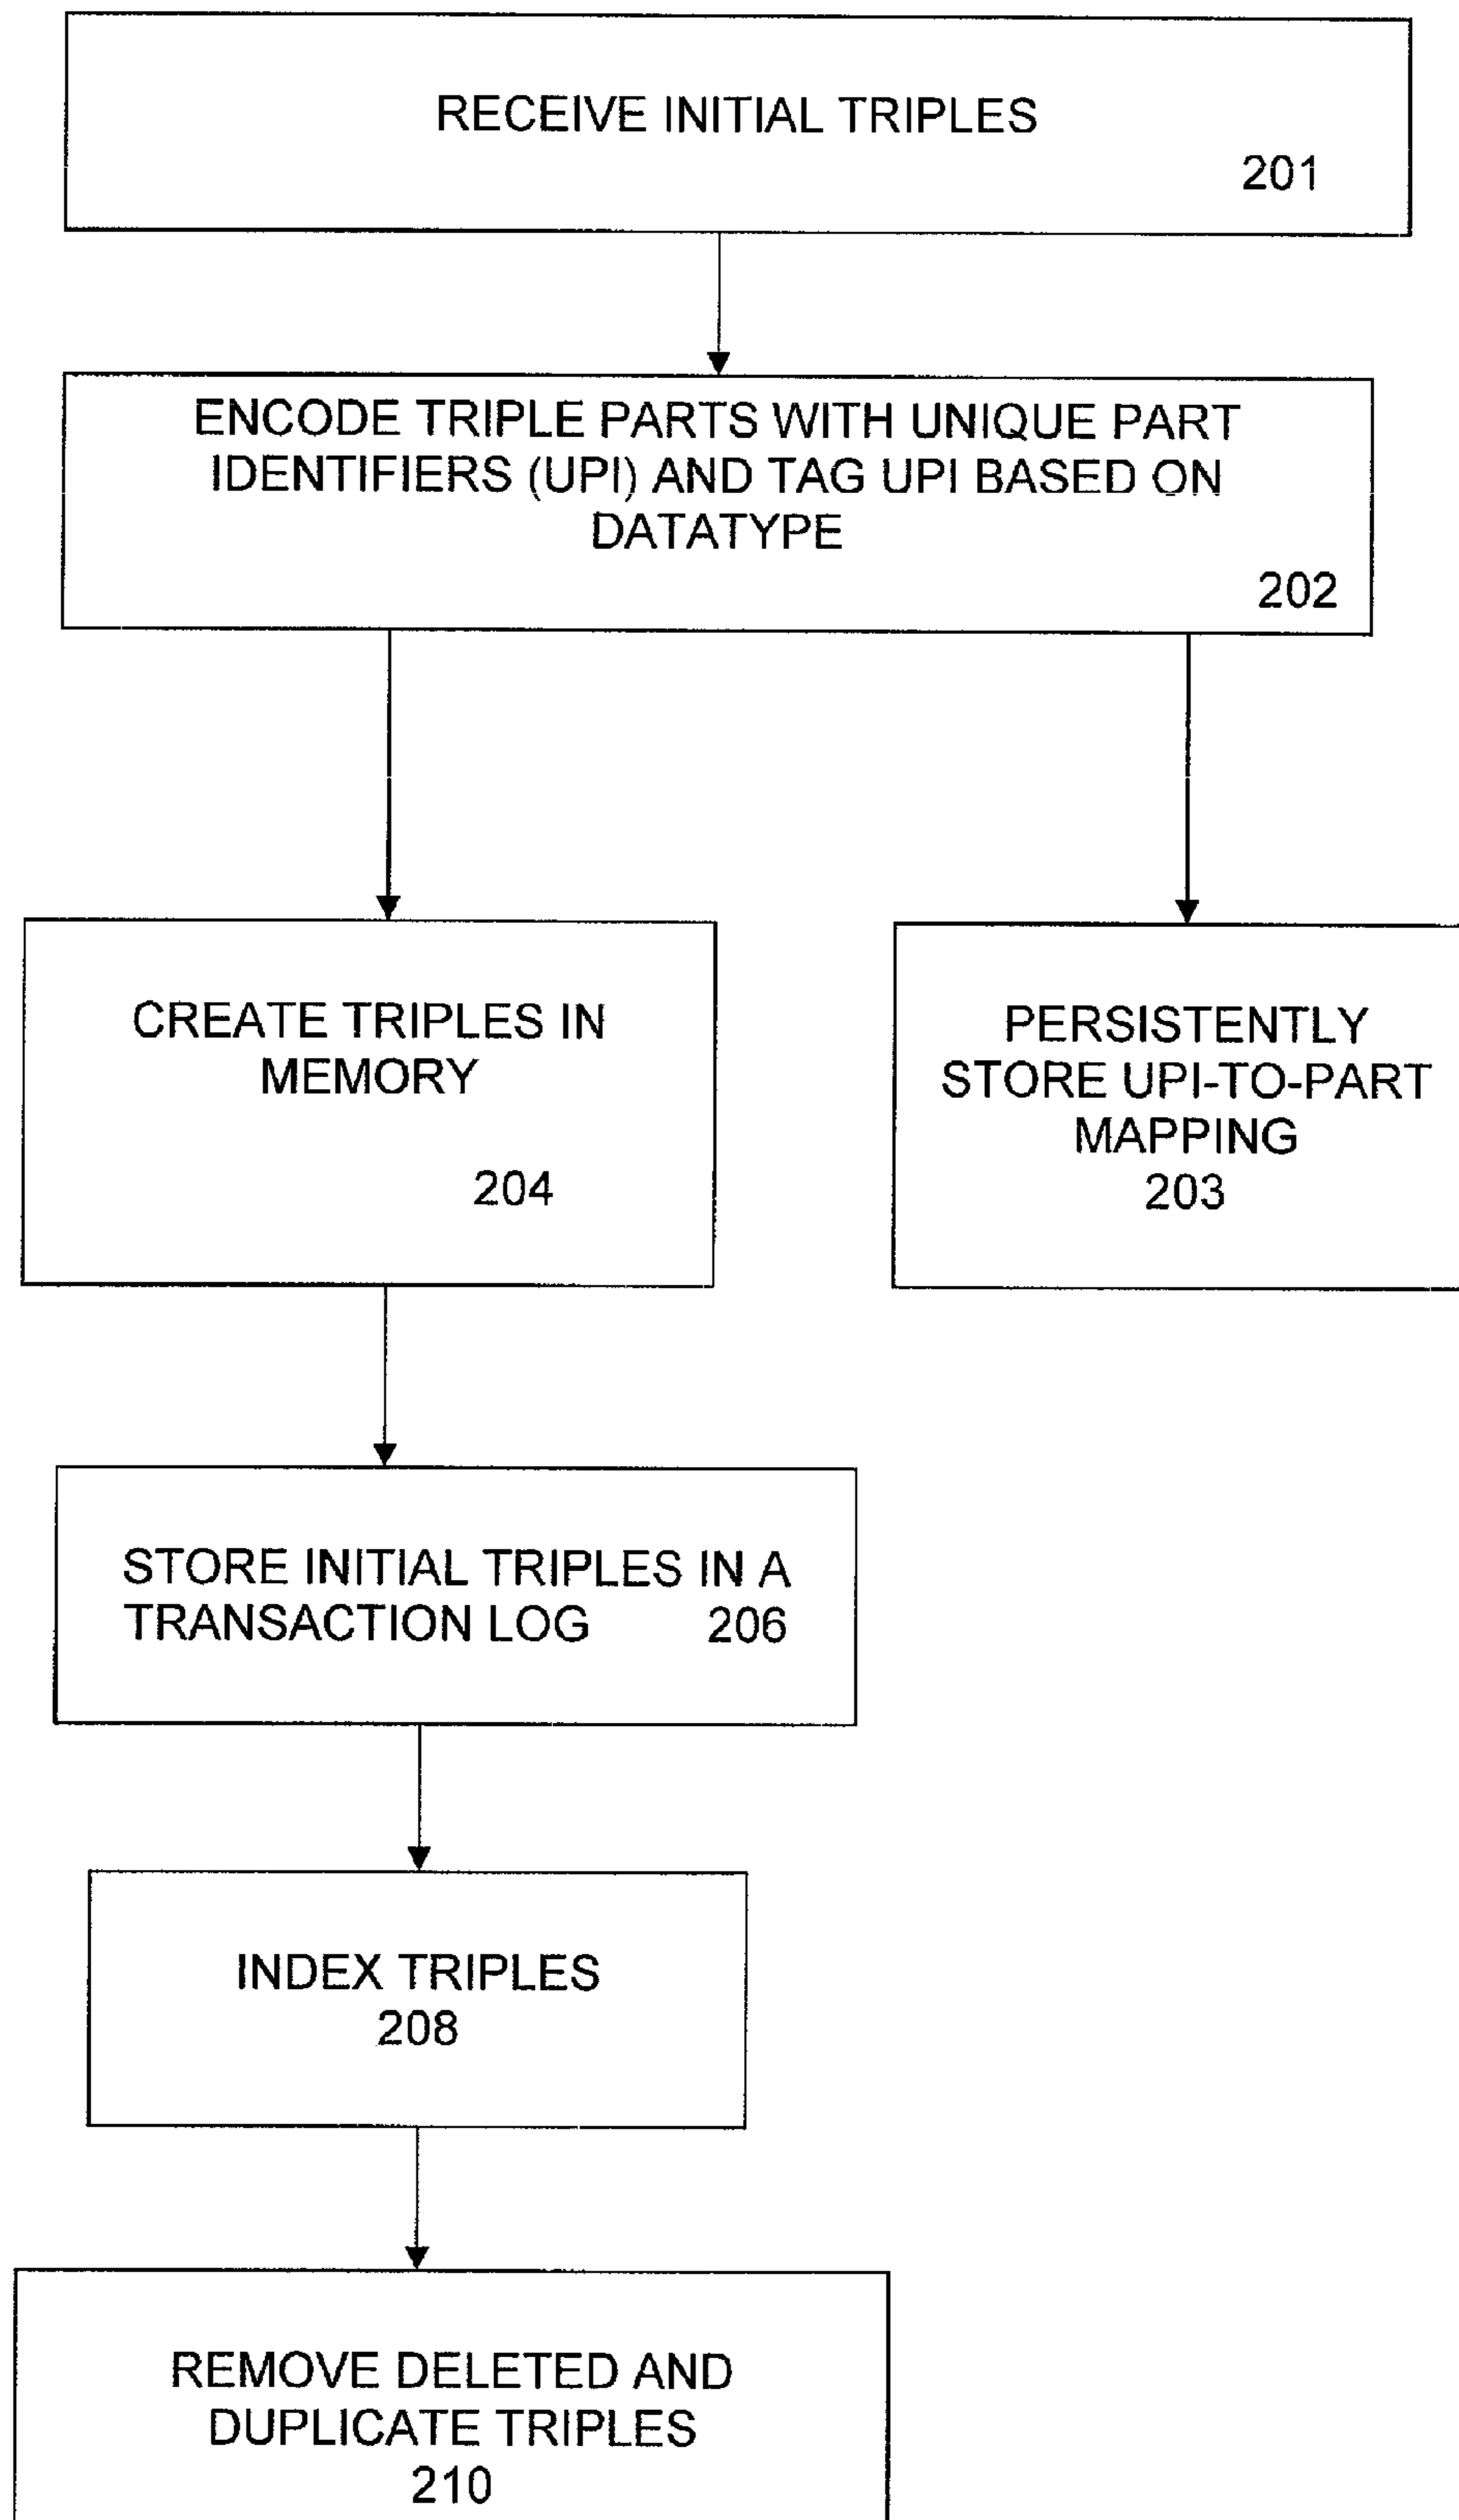 RECEIVE INITIAL TRIPLES
201
ENCODE TRIPLE PARTS WITH UNIQUE PART
IDENTIFIERS (UPI) AND TAG UPI BASED ON
DATATYPE
202
CREATE TRIPLES IN
MEMORY
204
PERSISTENTLY
STORE UPI-TO-PART
MAPPING
203
STORE INITIAL TRIPLES IN A
TRANSACTION LOG 206
INDEX TRIPLES
208
REMOVE DELETED AND
DUPLICATE TRIPLES
210